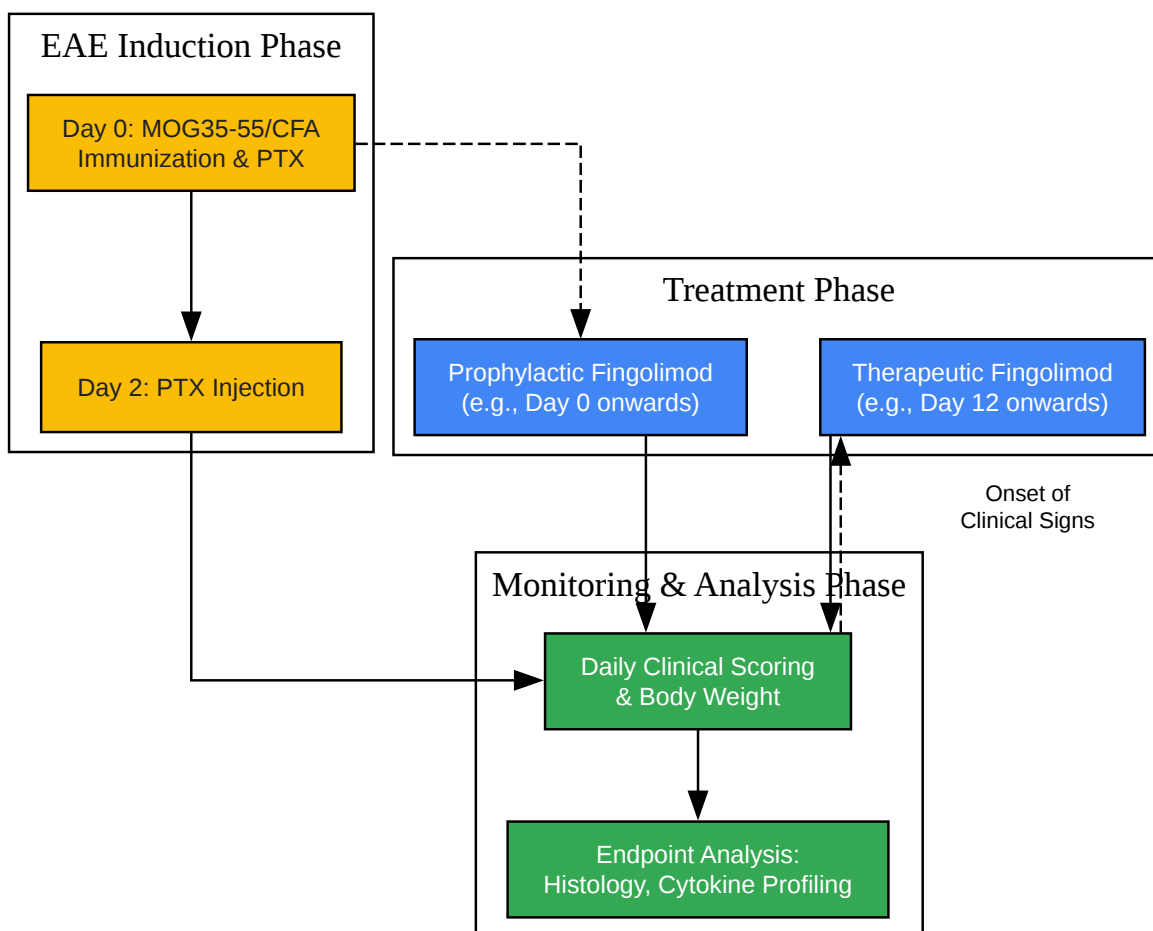 EAE Induction Phase
Day 0: MOG35-55/CFA
Immunization & PTX
Day 2: PTX Injection
Treatment Phase
Prophylactic Fingolimod
(e.g., Day 0 onwards)
Therapeutic Fingolimod
(e.g., Day 12 onwards)
Onset of
Clinical Signs
Monitoring & Analysis Phase
Daily Clinical Scoring
& Body Weight
Endpoint Analysis:
Histology, Cytokine Profiling